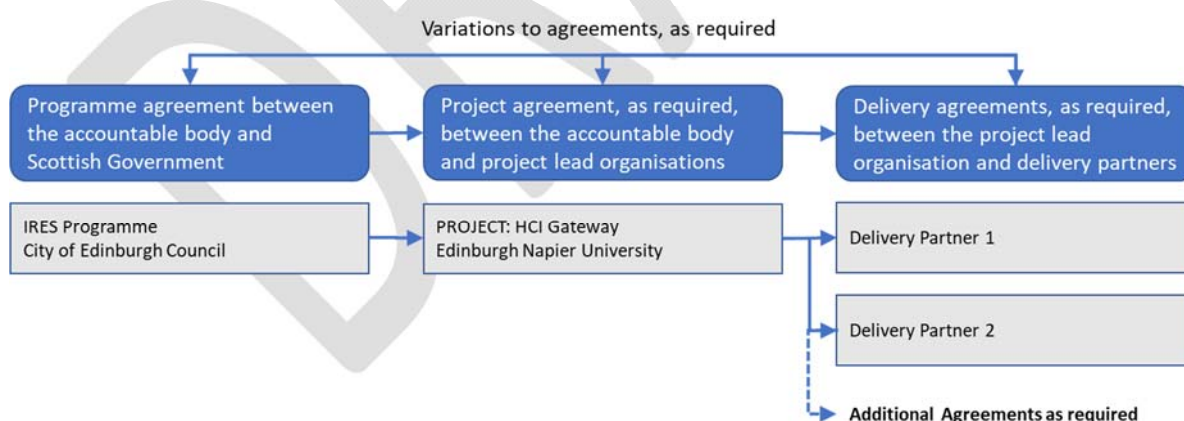 Variations to agreements, as required
Programme agreement between
the accountable body and
Scottish Government
Project agreement, as required,
between the accountable body
and project lead organisations
Delivery agreements, as required,
between the project lead
organisation and delivery partners
IRES Programme
City of Edinburgh Council
PROJECT: HCI Gateway
Edinburgh Napier University
Delivery Partner 1
Delivery Partner 2
Additional Agreements as required